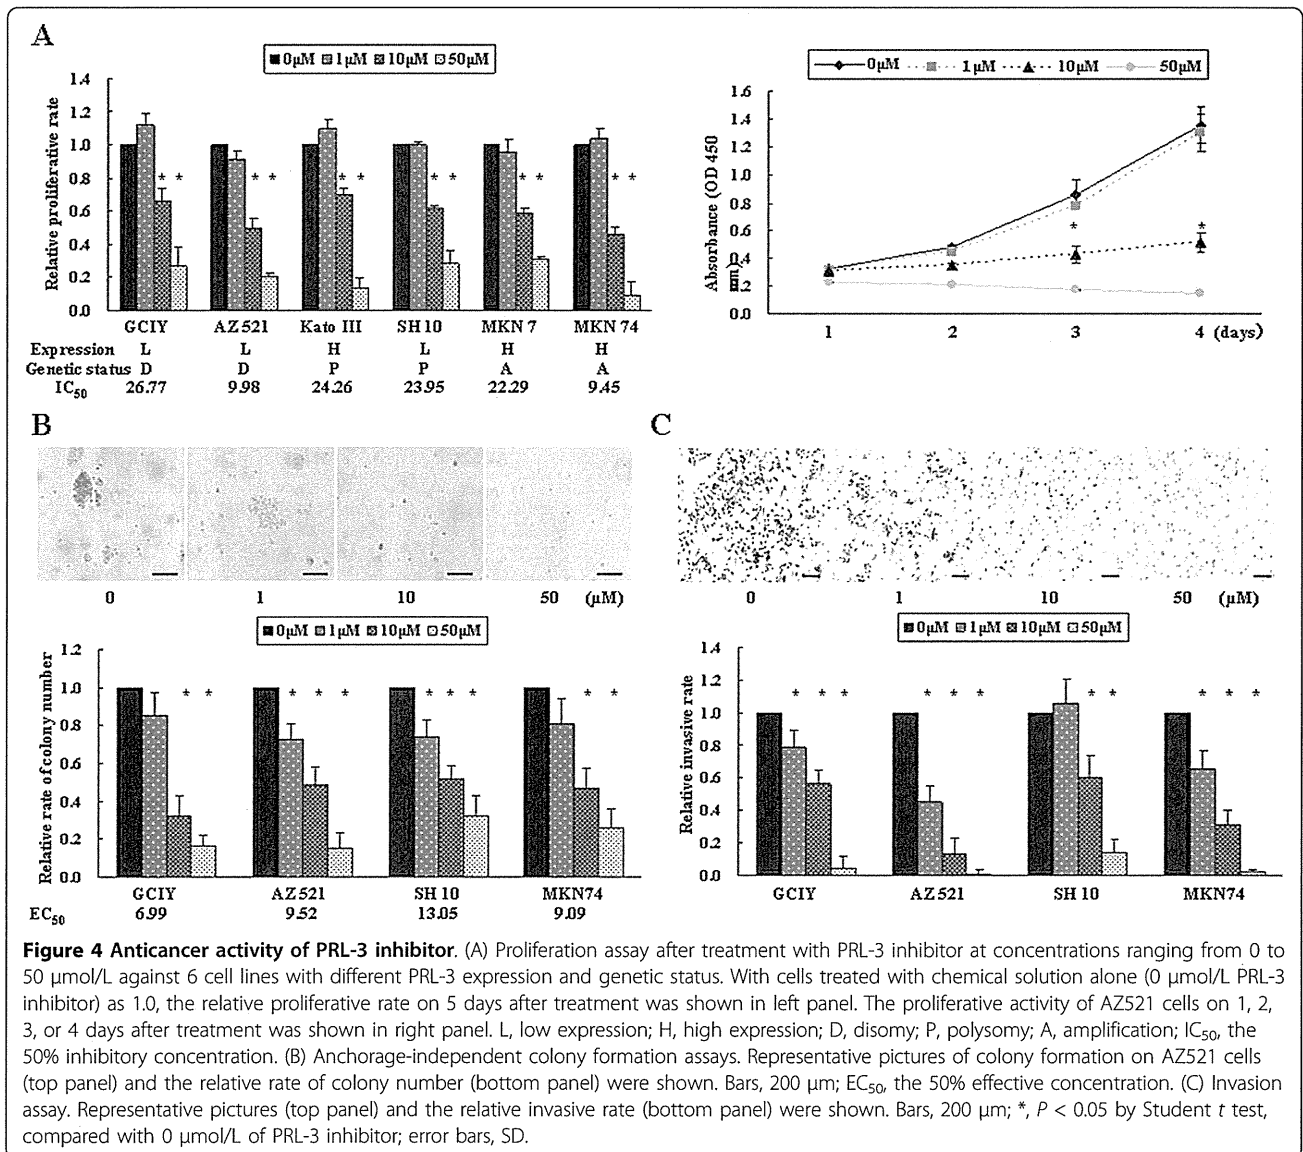 A
■0μM ■1μM ■10μM □50μM
Relative proliferative rate
1.4
1.2
1.0
0.8
0.6
0.4
0.2
0.0
* * * * * * * * * * * *
GCIY AZ521 Kato III SH10 MKN7 MKN74
Expression L L H L H H
Genetic status D D P P A A
IC50 26.77 9.98 24.26 23.95 22.29 9.45
0μM 1μM 10μM 50μM
Absorbance (OD 450
nm)
1.6
1.4
1.2
1.0
0.8
0.6
0.4
0.2
0.0
* *
1 2 3 4 (days)
B
0 1 10 50 (μM)
■0μM ■1μM ■10μM □50μM
Relative rate of colony number
1.2
1.0
0.8
0.6
0.4
0.2
0.0
* * * * * * * * * *
GCIY AZ521 SH10 MKN74
EC50 6.99 9.52 13.05 9.09
C
0 1 10 50 (μM)
■0μM ■1μM ■10μM □50μM
Relative invasive rate
1.4
1.2
1.0
0.8
0.6
0.4
0.2
0.0
* * * * * * * * * * *
GCIY AZ521 SH10 MKN74
Figure 4 Anticancer activity of PRL-3 inhibitor. (A) Proliferation assay after treatment with PRL-3 inhibitor at concentrations ranging from 0 to
50 μmol/L against 6 cell lines with different PRL-3 expression and genetic status. With cells treated with chemical solution alone (0 μmol/L PRL-3
inhibitor) as 1.0, the relative proliferative rate on 5 days after treatment was shown in left panel. The proliferative activity of AZ521 cells on 1, 2,
3, or 4 days after treatment was shown in right panel. L, low expression; H, high expression; D, disomy; P, polysomy; A, amplification; IC50, the
50% inhibitory concentration. (B) Anchorage-independent colony formation assays. Representative pictures of colony formation on AZ521 cells
(top panel) and the relative rate of colony number (bottom panel) were shown. Bars, 200 μm; EC50, the 50% effective concentration. (C) Invasion
assay. Representative pictures (top panel) and the relative invasive rate (bottom panel) were shown. Bars, 200 μm; *, P < 0.05 by Student t test,
compared with 0 μmol/L of PRL-3 inhibitor; error bars, SD.